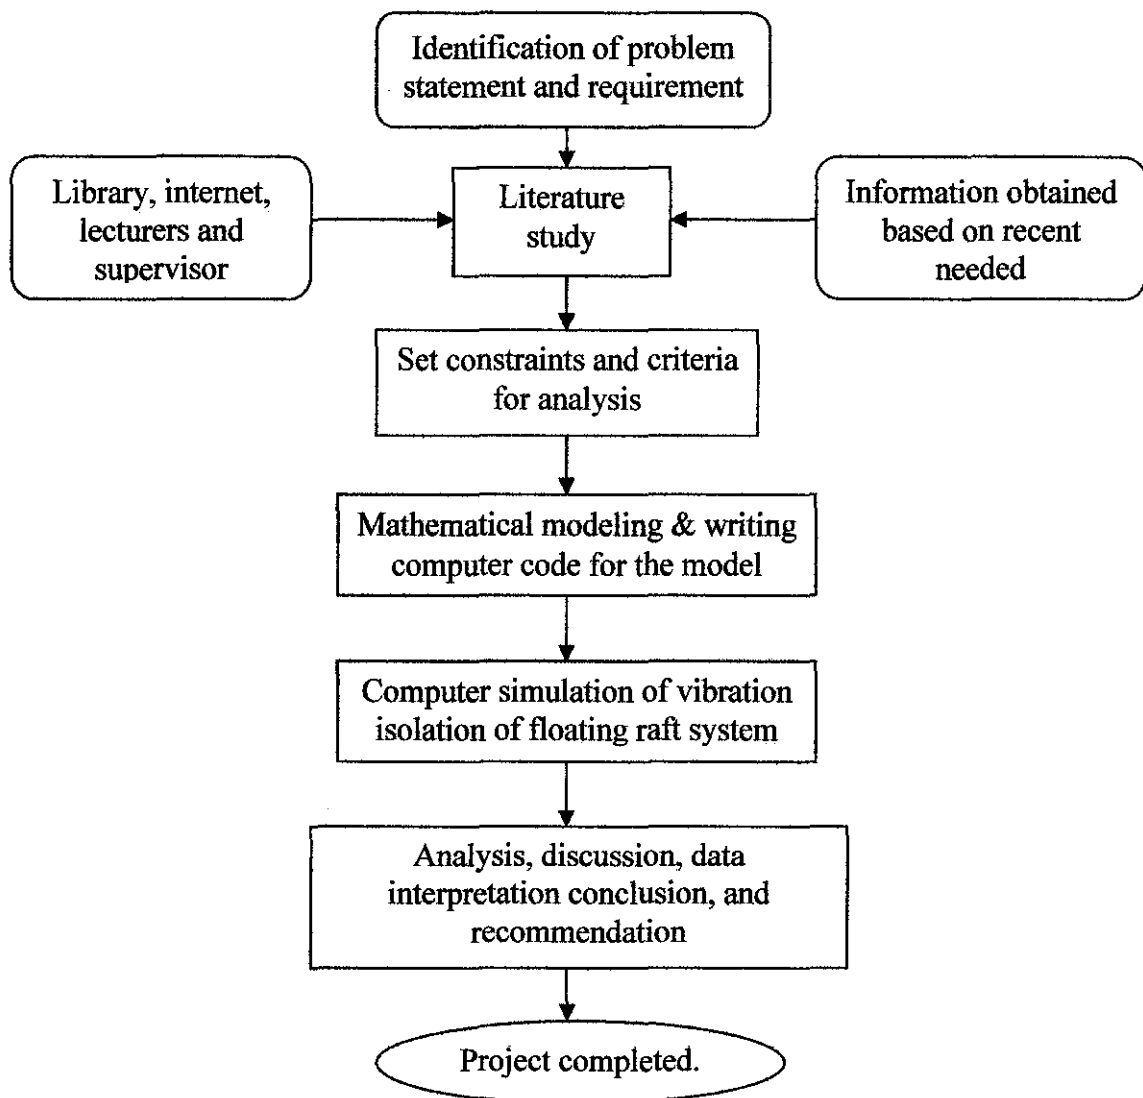 Identification of problem
statement and requirement
Library, internet,
lecturers and
supervisor
Literature
study
Information obtained
based on recent
needed
Set constraints and criteria
for analysis
Mathematical modeling & writing
computer code for the model
Computer simulation of vibration
isolation of floating raft system
Analysis, discussion, data
interpretation conclusion, and
recommendation
Project completed.